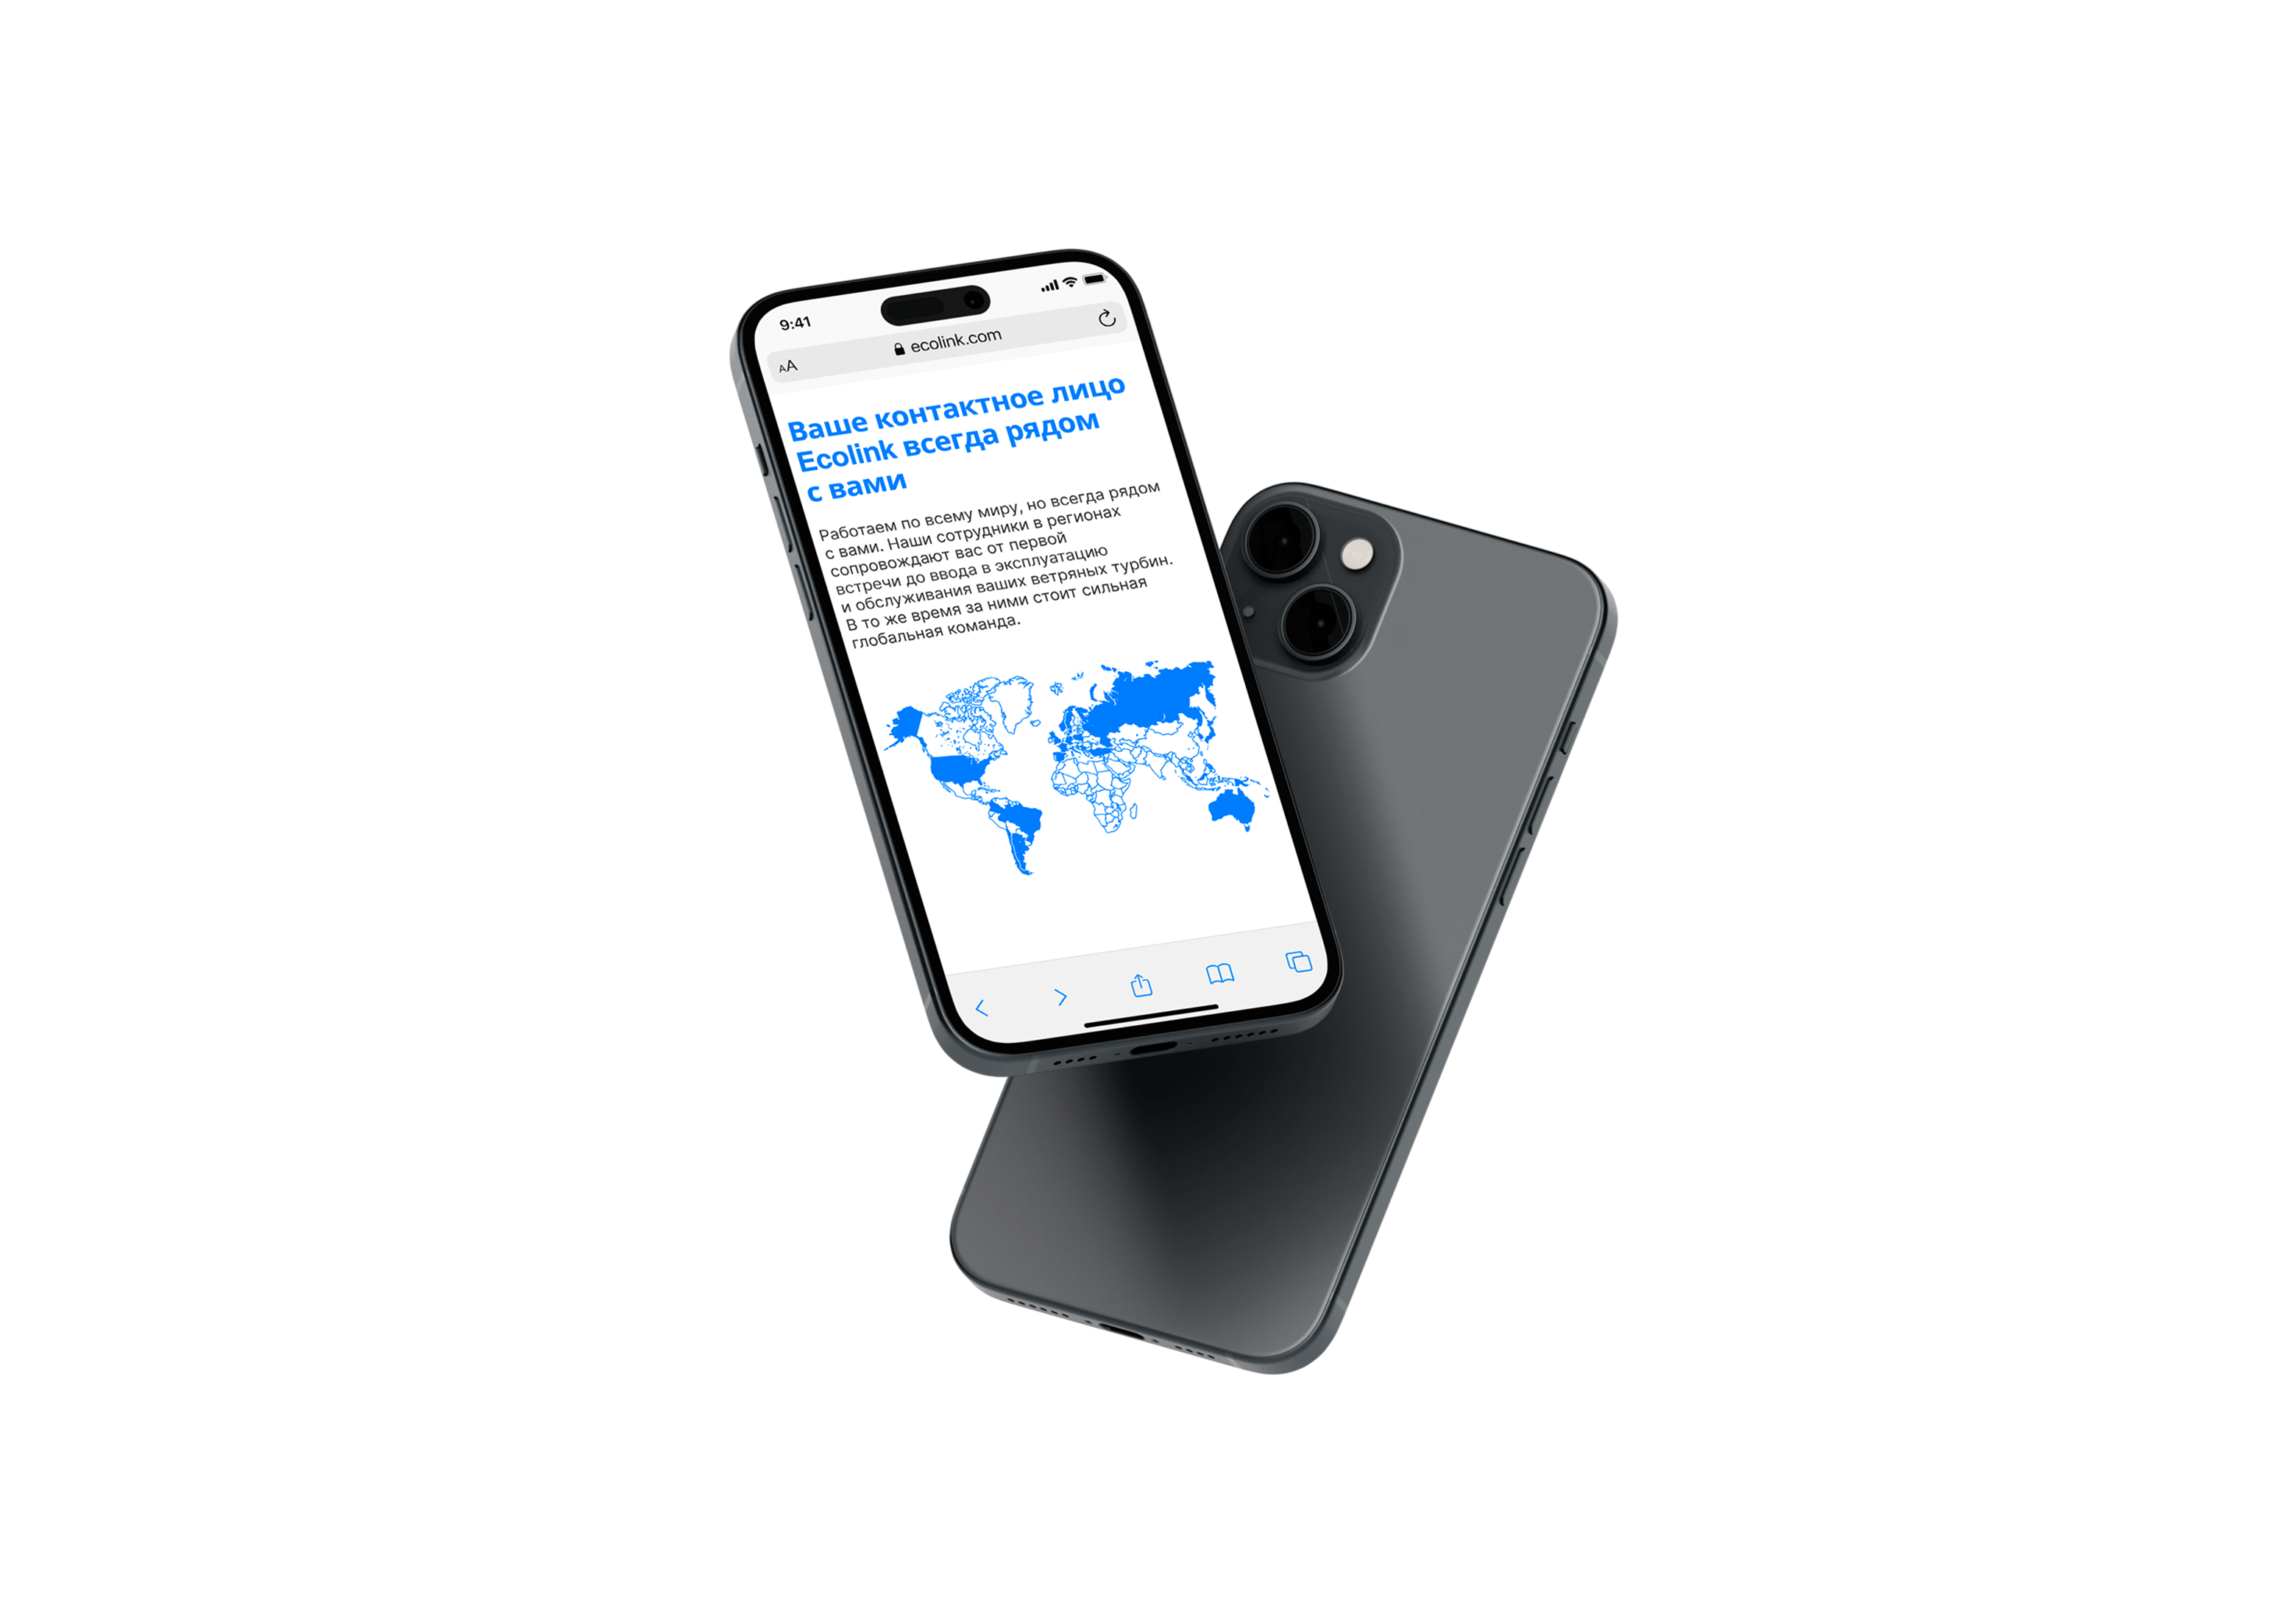 9:41
AA
ecolink.com
Ваше контактное лицо
Ecolink всегда рядом
с вами
Работаем по всему миру, но всегда рядом
с вами. Наши сотрудники в регионах
сопровождают вас от первой
встречи до ввода в эксплуатацию
и обслуживания ваших ветряных турбин.
В то же время за ними стоит сильная
глобальная команда.